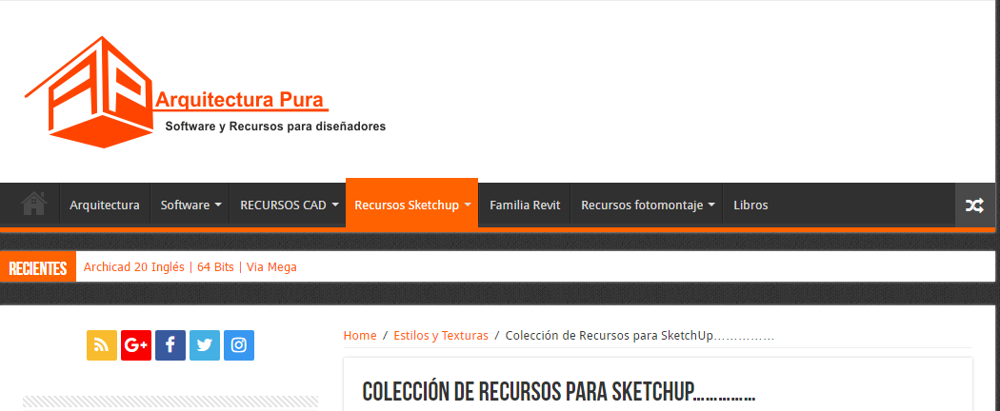 AP
Arquitectura Pura
Software y Recursos para diseñadores
Arquitectura Software RECURSOS CAD Recursos Sketchup Familia Revit Recursos fotomontaje Libros
RECIENTES Archicad 20 Inglés | 64 Bits | Via Mega
G+ f
Home / Estilos y Texturas / Colección de Recursos para SketchUp……………
COLECCIÓN DE RECURSOS PARA SKETCHUP……………